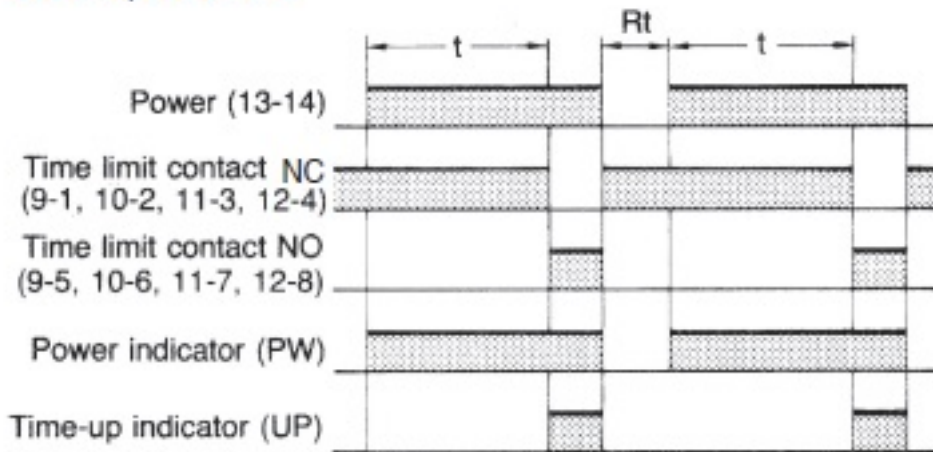 Rt
t
t
Power (13-14)
Time limit contact NC
(9-1, 10-2, 11-3, 12-4)
Time limit contact NO
(9-5, 10-6, 11-7, 12-8)
Power indicator (PW)
Time-up indicator (UP)